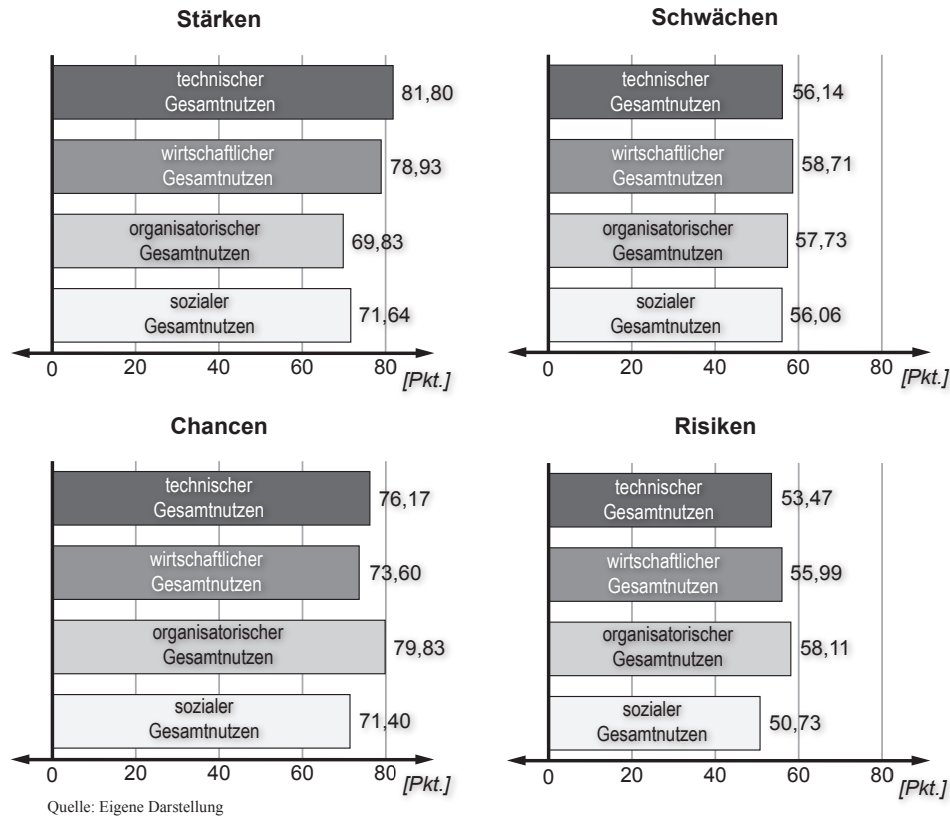 Stärken
technischer
Gesamtnutzen
81,80
wirtschaftlicher
Gesamtnutzen
78,93
organisatorischer
Gesamtnutzen
69,83
sozialer
Gesamtnutzen
71,64
0 20 40 60 80
[Pkt.]
Schwächen
technischer
Gesamtnutzen
56,14
wirtschaftlicher
Gesamtnutzen
58,71
organisatorischer
Gesamtnutzen
57,73
sozialer
Gesamtnutzen
56,06
0 20 40 60 80
[Pkt.]
Chancen
technischer
Gesamtnutzen
76,17
wirtschaftlicher
Gesamtnutzen
73,60
organisatorischer
Gesamtnutzen
79,83
sozialer
Gesamtnutzen
71,40
0 20 40 60 80
[Pkt.]
Risiken
technischer
Gesamtnutzen
53,47
wirtschaftlicher
Gesamtnutzen
55,99
organisatorischer
Gesamtnutzen
58,11
sozialer
Gesamtnutzen
50,73
0 20 40 60 80
[Pkt.]
Quelle: Eigene Darstellung